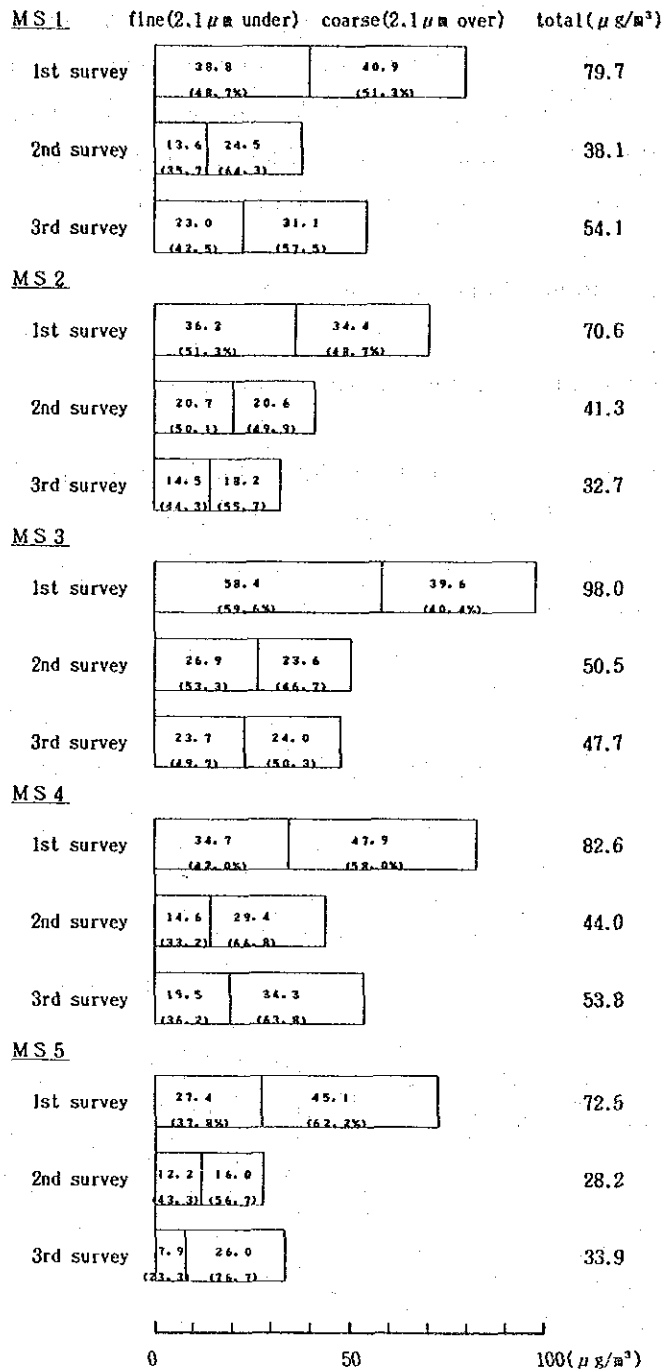 MS1 fine(2.1μm under) coarse(2.1μm over) total(μg/m³)
1st survey 38.8 40.9 79.7
(48.7%) (51.3%)
2nd survey 13.6 24.5 38.1
(35.7 (64.3)
3rd survey 23.0 31.1 54.1
(42.5) (57.5)
MS2
1st survey 36.2 34.4 70.6
(51.3%) (48.7%)
2nd survey 20.7 20.6 41.3
(50.1) (49.9)
3rd survey 14.5 18.2 32.7
(44.3) (55.7)
MS3
1st survey 58.4 39.6 98.0
(59.6%) (40.4%)
2nd survey 26.9 23.6 50.5
(53.3) (46.7)
3rd survey 23.7 24.0 47.7
(49.7) (50.3)
MS4
1st survey 34.7 47.9 82.6
(42.0%) (58.0%)
2nd survey 14.6 29.4 44.0
(33.2) (66.8)
3rd survey 19.5 34.3 53.8
(36.2) (63.8)
MS5
1st survey 27.4 45.1 72.5
(37.8%) (62.2%)
2nd survey 12.2 16.0 28.2
(43.3) (56.7)
3rd survey 7.9 26.0 33.9
(23.3) (76.7)
0 50 100(μg/m³)